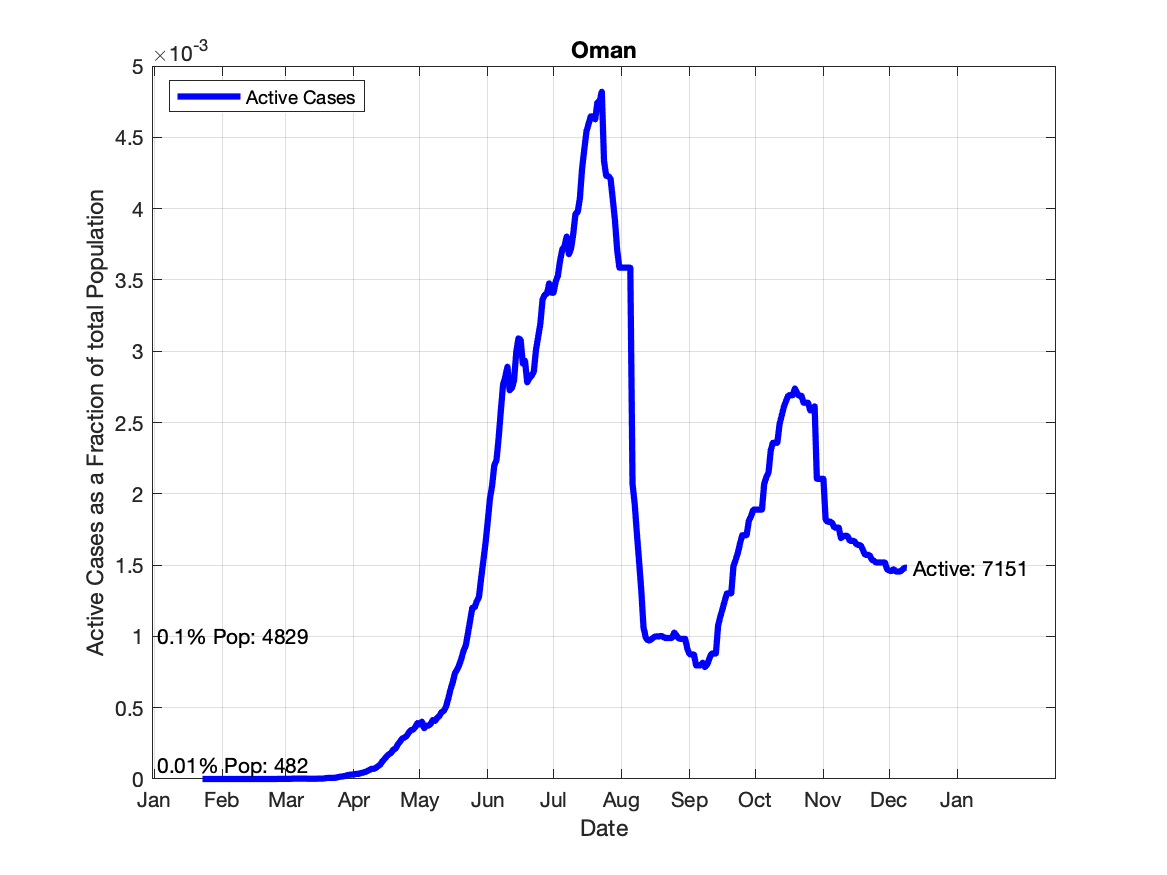 Oman
×10-3
Active Cases
5
4.5
4
3.5
3
2.5
2
1.5
1
0.5
0
Active Cases as a Fraction of total Population
Active: 7151
0.1% Pop: 4829
0.01% Pop: 482
Jan Feb Mar Apr May Jun Jul Aug Sep Oct Nov Dec Jan
Date